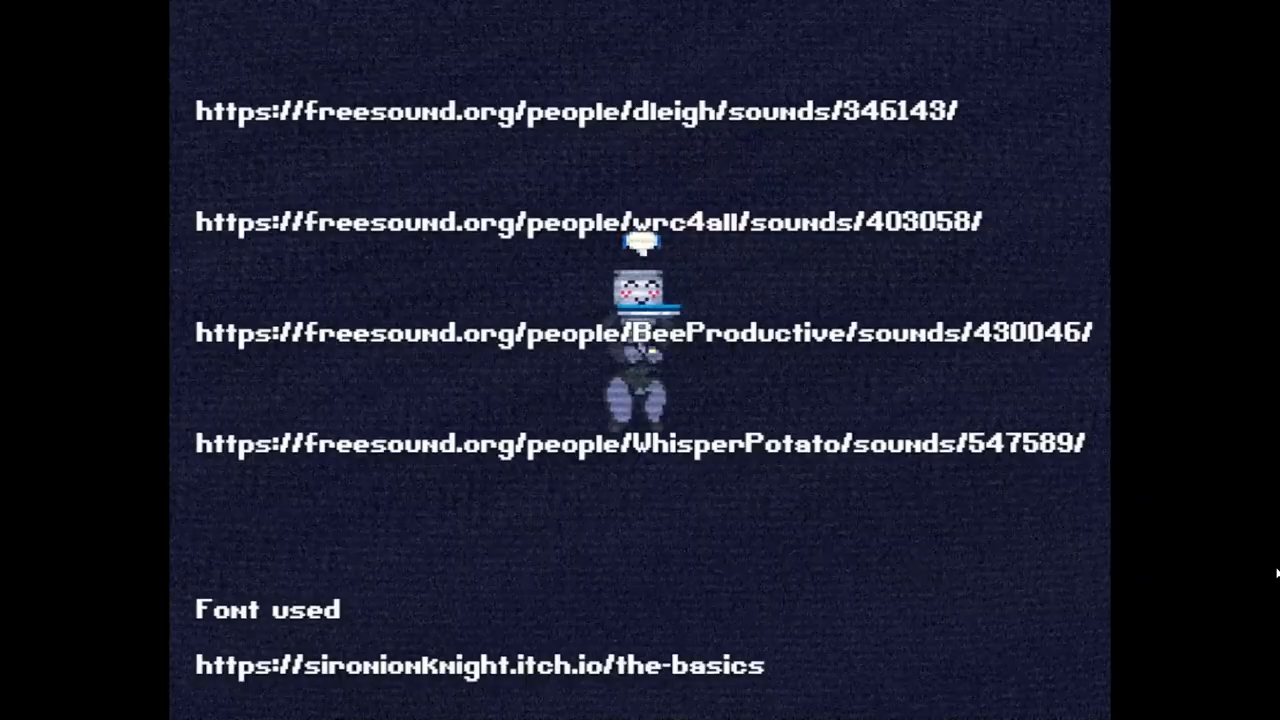 https://freesound.org/people/dleigh/sounds/346143/
https://freesound.org/people/wrc4all/sounds/403058/
https://freesound.org/people/BeeProductive/sounds/430046/
https://freesound.org/people/WhisperPotato/sounds/547589/
Font used
https://sironionknight.itch.io/the-basics